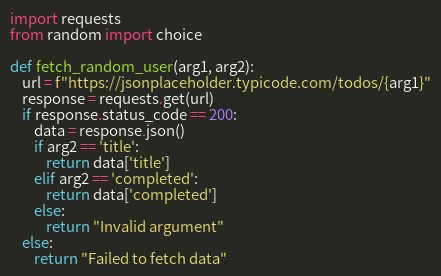 import requests
from random import choice

def fetch_random_user(arg1, arg2):
    url = f"https://jsonplaceholder.typicode.com/todos/{arg1}"
    response = requests.get(url)
    if response.status_code == 200:
        data = response.json()
        if arg2 == 'title':
            return data['title']
        elif arg2 == 'completed':
            return data['completed']
        else:
            return "Invalid argument"
    else:
        return "Failed to fetch data"